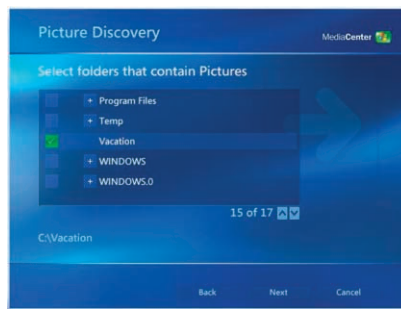 Picture Discovery
MediaCenter
Select folders that contain Pictures
+ Program Files
+ Temp
Vacation
+ WINDOWS
+ WINDOWS.0
15 of 17
C:\Vacation
Back Next Cancel